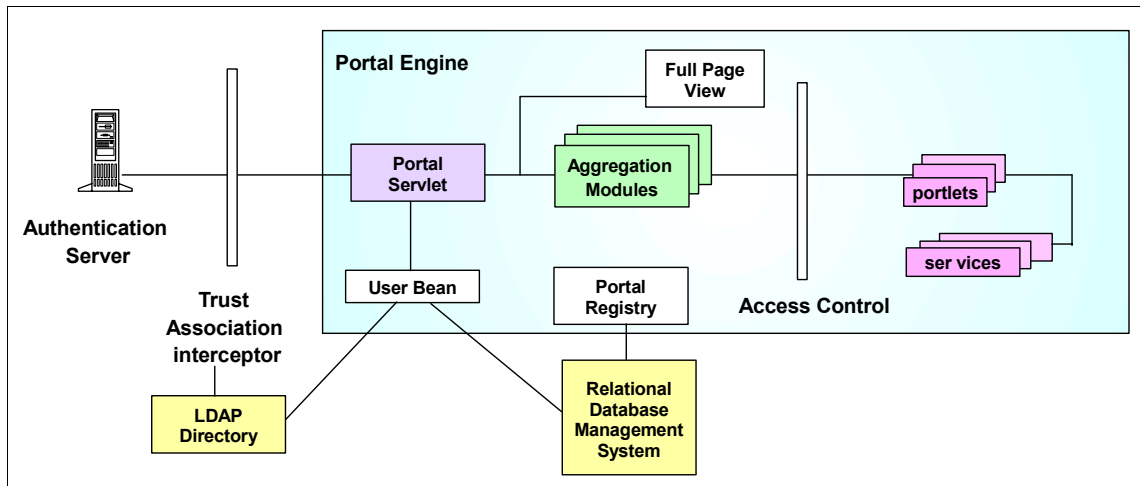 Portal Engine
Full Page
View
Portal
Servlet
Aggregation
Modules
portlets
ser vices
Authentication
Server
User Bean
Portal
Registry
Access Control
Trust
Association
interceptor
LDAP
Directory
Relational
Database
Management
System